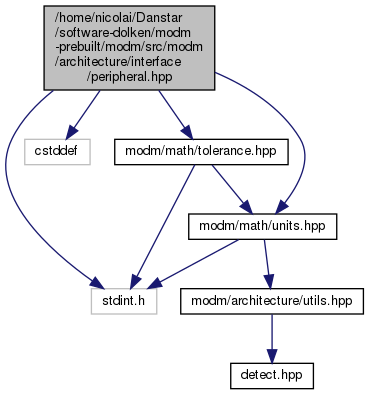 /home/nicolai/Danstar
/software-dolken/modm
-prebuilt/modm/src/modm
/architecture/interface
/peripheral.hpp
cstddef
modm/math/tolerance.hpp
modm/math/units.hpp
stdint.h
modm/architecture/utils.hpp
detect.hpp